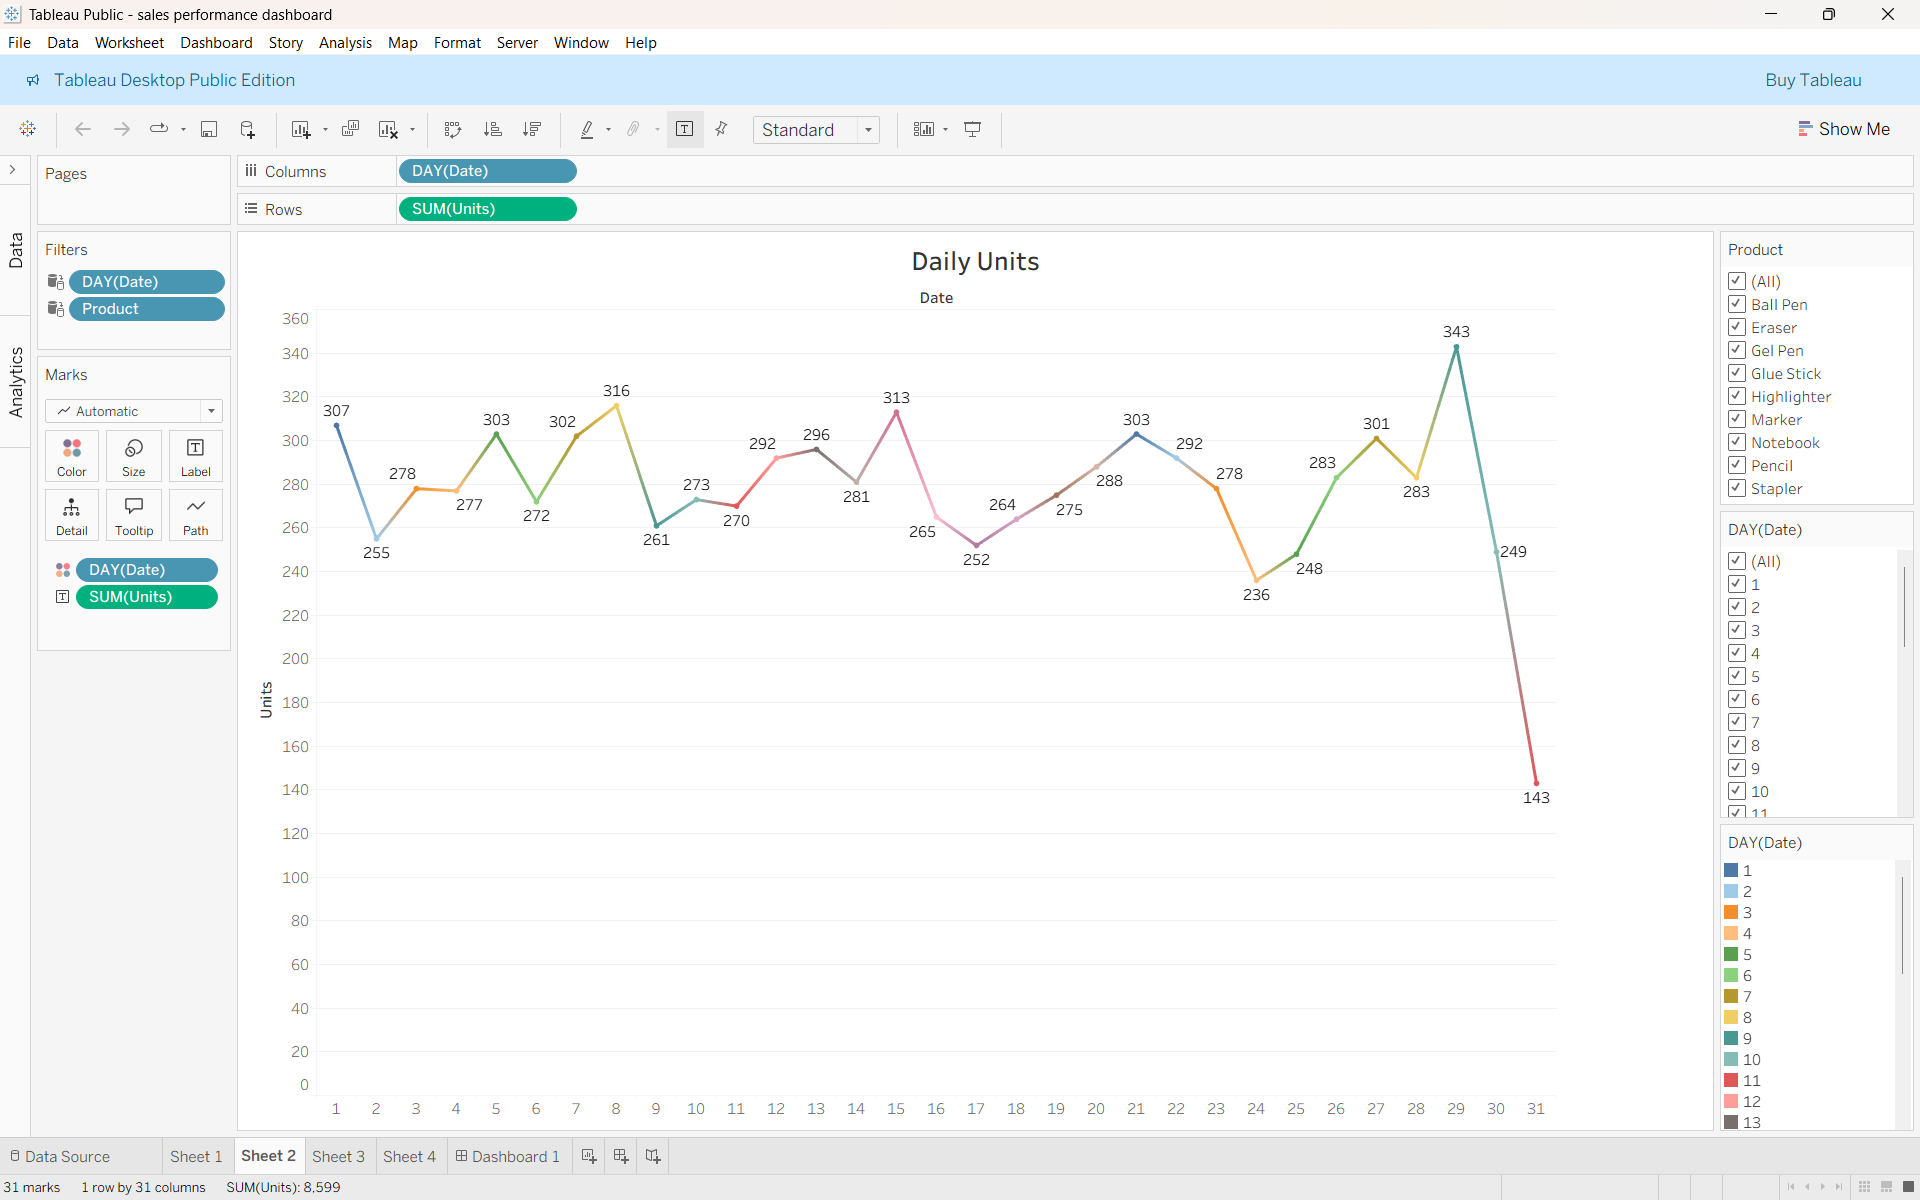 Tableau Public - sales performance dashboard
File Data Worksheet Dashboard Story Analysis Map Format Server Window Help
Tableau Desktop Public Edition
Buy Tableau
Standard
Show Me
Data
Analytics
Pages
Columns
DAY(Date)
Rows
SUM(Units)
Filters
DAY(Date)
Product
Marks
Automatic
Color Size Label
Detail Tooltip Path
DAY(Date)
SUM(Units)
Daily Units
Date
Units
360
340
320
300
280
260
240
220
200
180
160
140
120
100
80
60
40
20
0
307
255
278
277
303
272
302
316
261
273
270
292
296
281
313
265
252
264
275
288
303
292
278
236
248
283
301
283
343
249
143
1 2 3 4 5 6 7 8 9 10 11 12 13 14 15 16 17 18 19 20 21 22 23 24 25 26 27 28 29 30 31
Product
(All)
Ball Pen
Eraser
Gel Pen
Glue Stick
Highlighter
Marker
Notebook
Pencil
Stapler
DAY(Date)
(All)
1
2
3
4
5
6
7
8
9
10
11
DAY(Date)
1
2
3
4
5
6
7
8
9
10
11
12
13
Data Source Sheet 1 Sheet 2 Sheet 3 Sheet 4 Dashboard 1
31 marks 1 row by 31 columns SUM(Units): 8,599